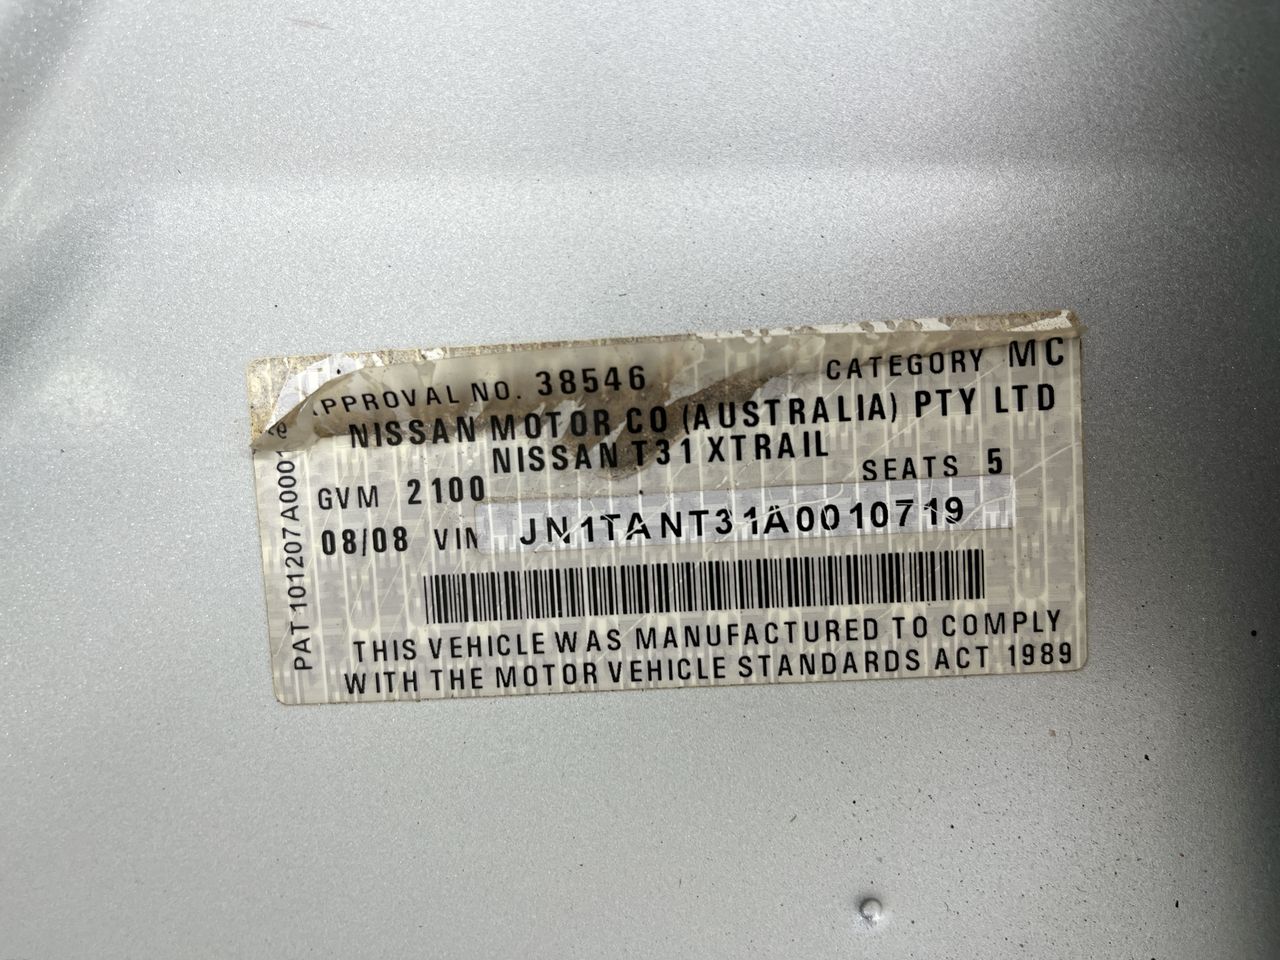 APPROVAL NO. 38546 CATEGORY MC
NISSAN MOTOR CO (AUSTRALIA) PTY LTD
NISSAN T31 XTRAIL
GVM 2100 SEATS 5
08/08 VIN JN1TANT31A0010719
THIS VEHICLE WAS MANUFACTURED TO COMPLY
WITH THE MOTOR VEHICLE STANDARDS ACT 1989
PAT 101207A0001